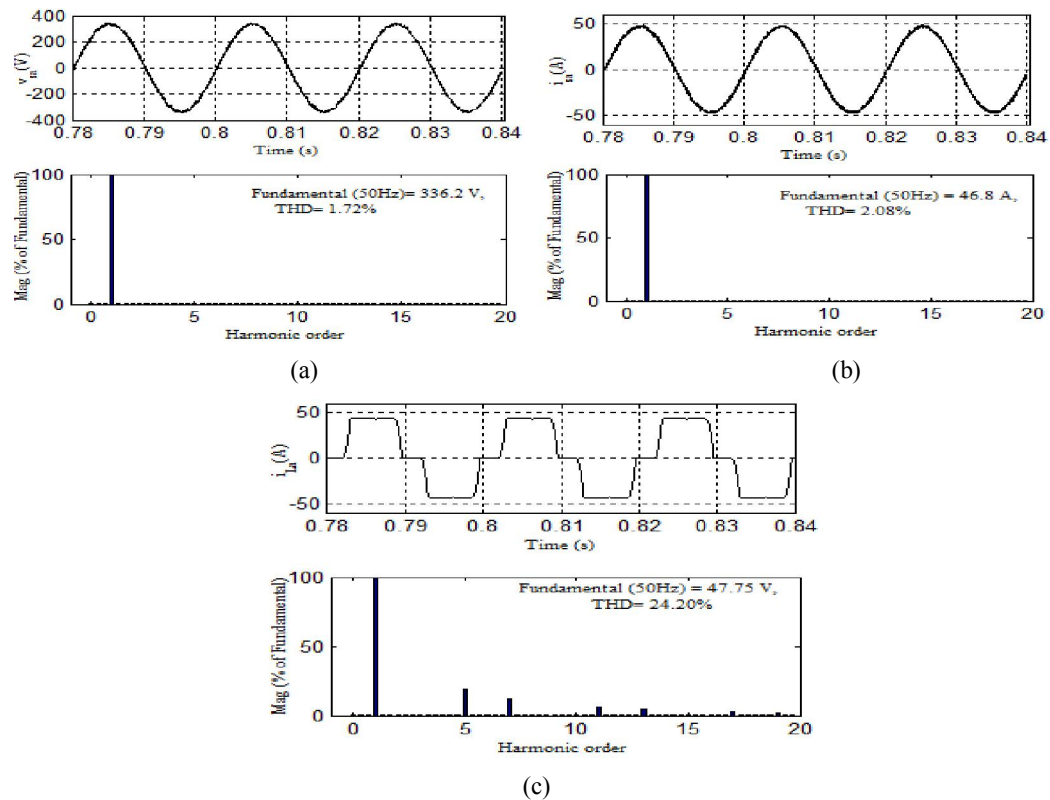 400
200
0
-200
-400
v_sa(V)
0.78 0.79 0.8 0.81 0.82 0.83 0.84
Time (s)
100
50
0
Mag (% of Fundamental)
Fundamental (50Hz)= 336.2 V,
THD= 1.72%
0 5 10 15 20
Harmonic order
(a)
50
0
-50
i_sa(A)
0.78 0.79 0.8 0.81 0.82 0.83 0.84
Time (s)
100
50
0
Mag (% of Fundamental)
Fundamental (50Hz) = 46.8 A,
THD= 2.08%
0 5 10 15 20
Harmonic order
(b)
50
0
-50
i_La(A)
0.78 0.79 0.8 0.81 0.82 0.83 0.84
Time (s)
100
50
0
Mag (% of Fundamental)
Fundamental (50Hz) = 47.75 V,
THD= 24.20%
0 5 10 15 20
Harmonic order
(c)